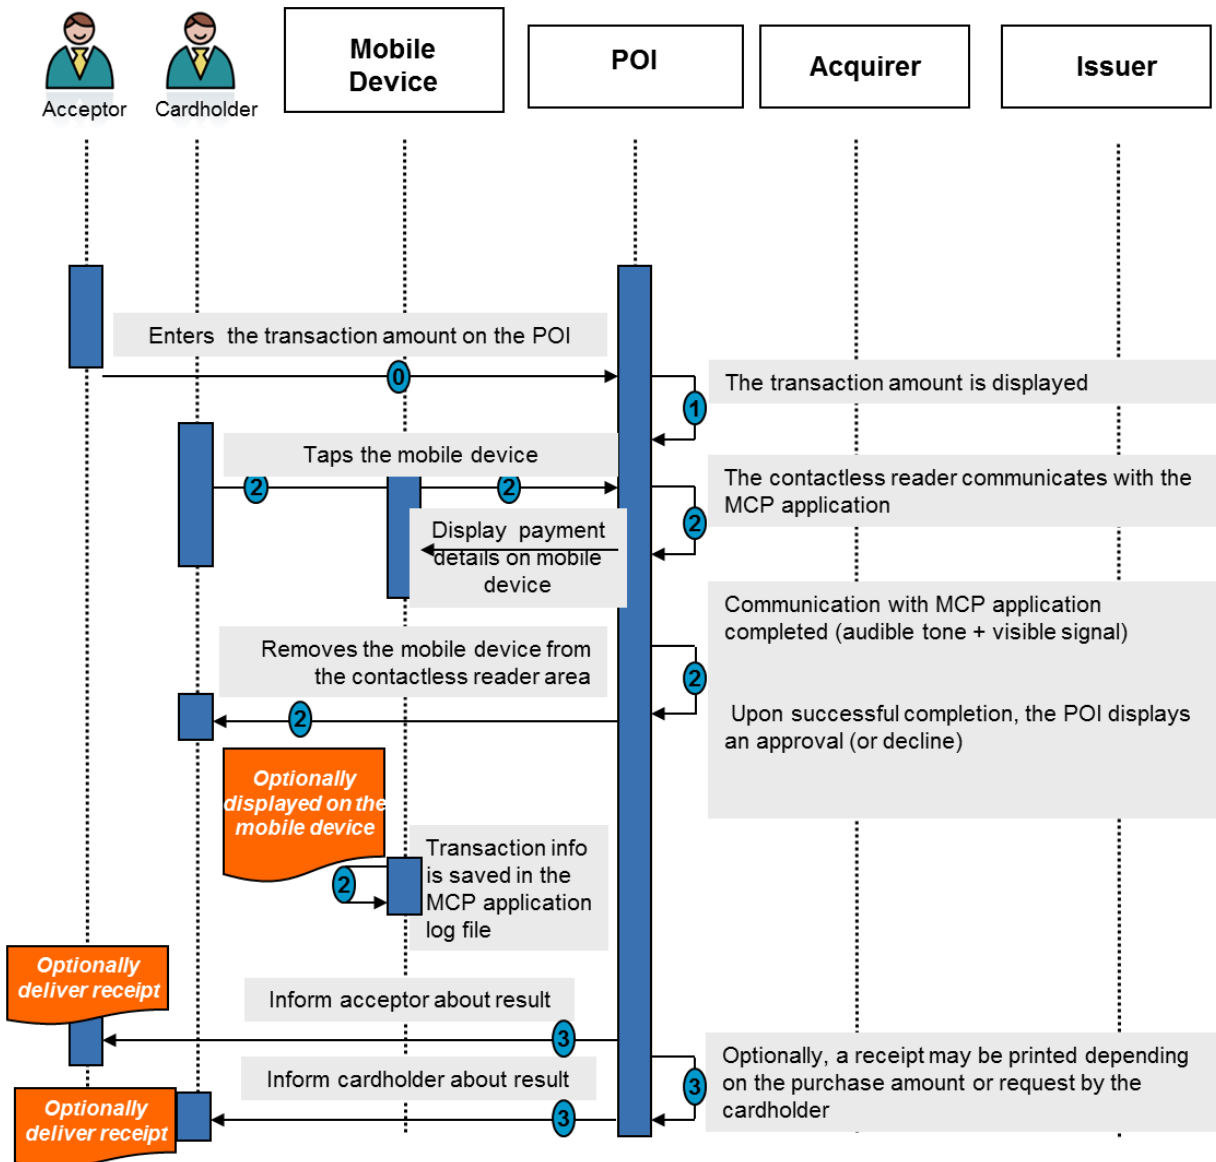 Acceptor
Cardholder
Mobile
Device
POI
Acquirer
Issuer
Enters the transaction amount on the POI
0
The transaction amount is displayed
1
Taps the mobile device
2
2
The contactless reader communicates with the
MCP application
2
Display payment
details on mobile
device
Communication with MCP application
completed (audible tone + visible signal)
Removes the mobile device from
the contactless reader area
2
2
Upon successful completion, the POI displays
an approval (or decline)
Optionally
displayed on the
mobile device
Transaction info
is saved in the
MCP application
log file
2
Optionally
deliver receipt
Inform acceptor about result
3
Optionally, a receipt may be printed depending
on the purchase amount or request by the
cardholder
3
Inform cardholder about result
3
Optionally
deliver receipt